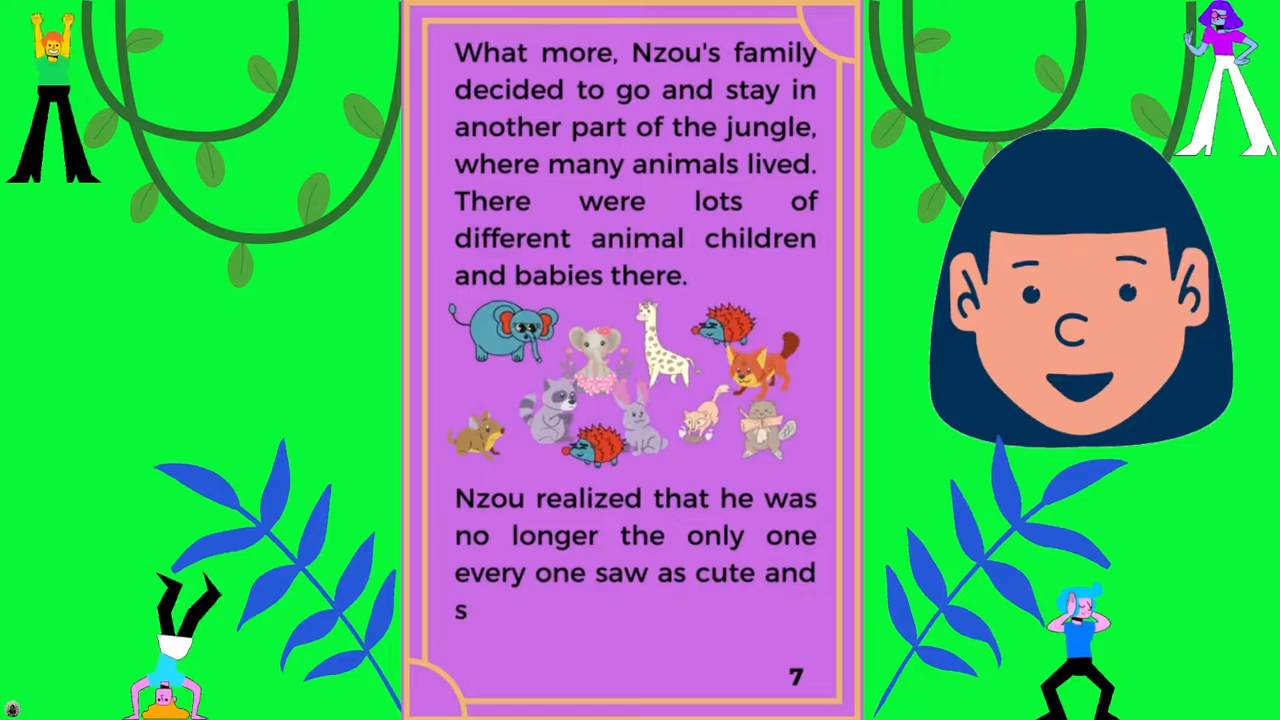 What more, Nzou's family
decided to go and stay in
another part of the jungle,
where many animals lived.
There were lots of
different animal children
and babies there.
Nzou realized that he was
no longer the only one
every one saw as cute and
s
7